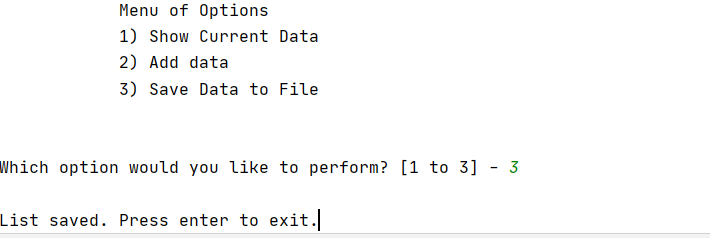 Menu of Options
1) Show Current Data
2) Add data
3) Save Data to File
Which option would you like to perform? [1 to 3] - 3
List saved. Press enter to exit.